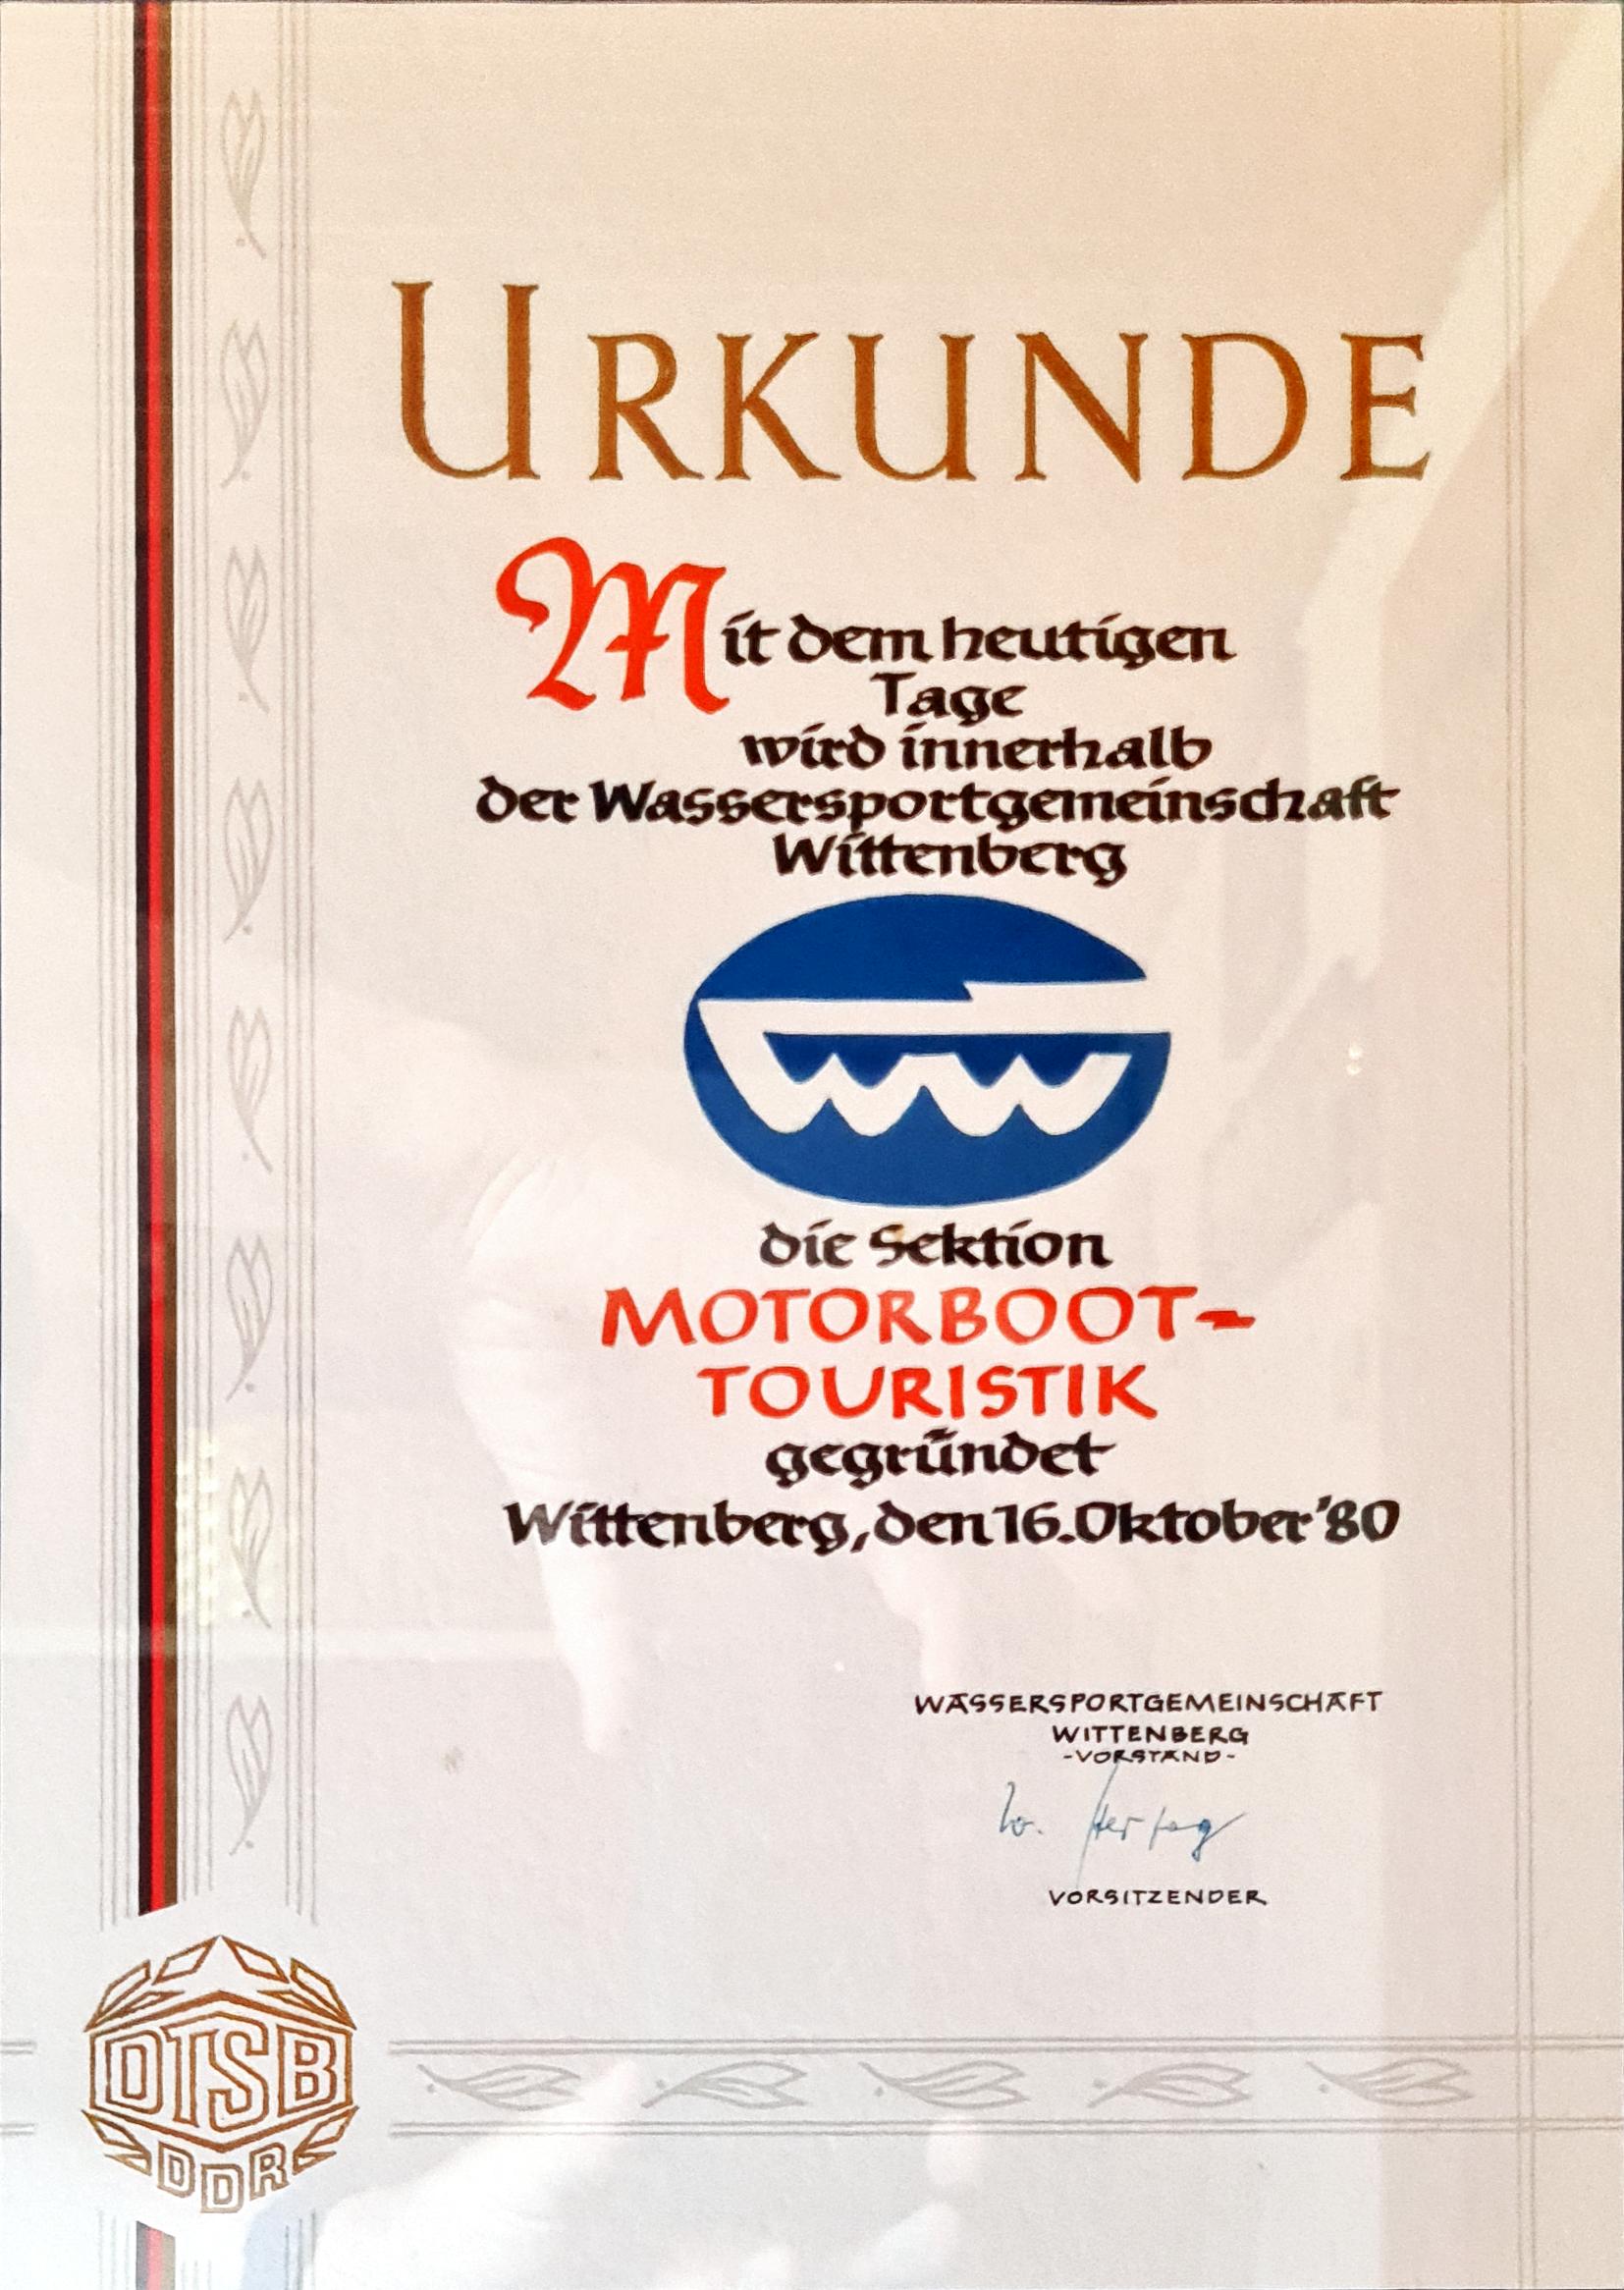 URKUNDE
Mit dem heutigen
Tage
wird innerhalb
der Wassersportgemeinschaft
Wittenberg
die Sektion
MOTORBOOT-
TOURISTIK
gegründet
Wittenberg, den 16. Oktober '80
WASSERSPORTGEMEINSCHAFT
WITTENBERG
-VORSTAND-
VORSITZENDER
DTSB
DDR